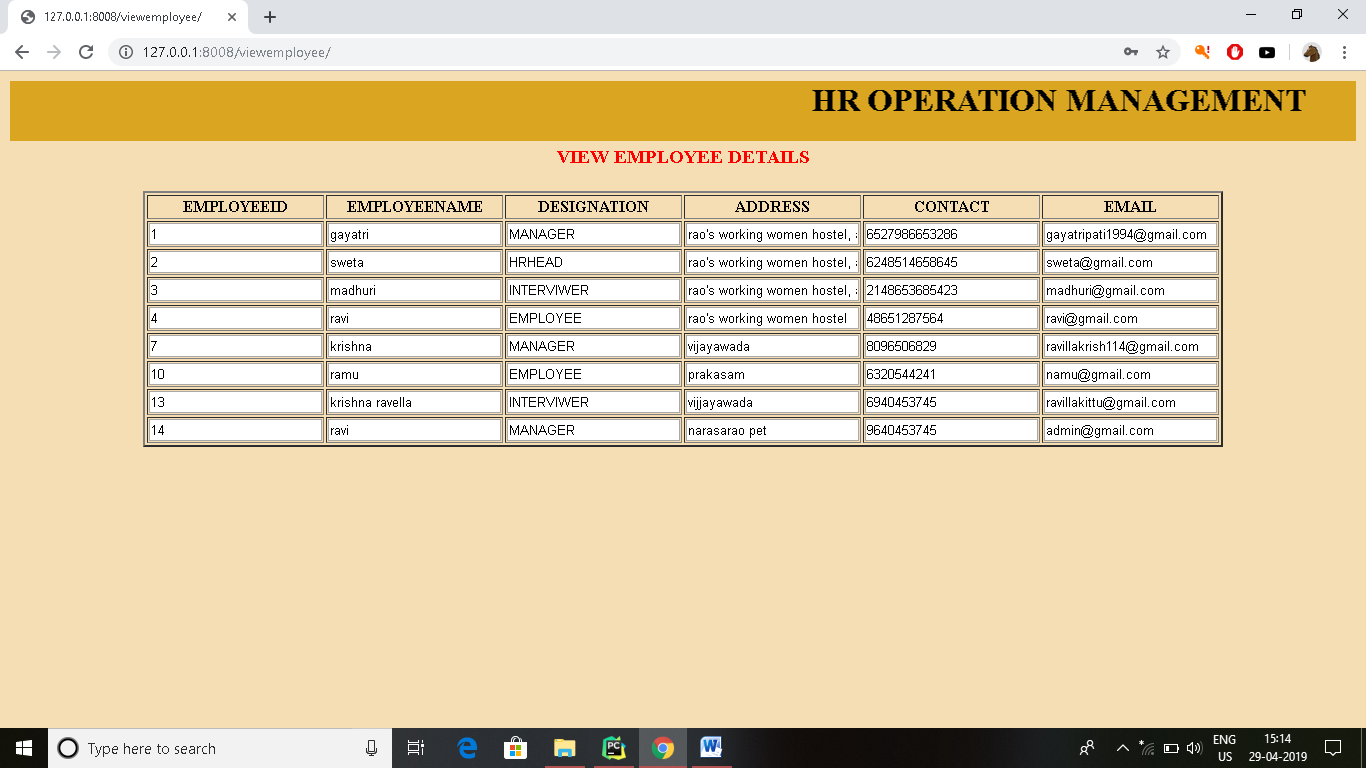 127.0.0.1:8008/viewemployee/
127.0.0.1:8008/viewemployee/
HR OPERATION MANAGEMENT
VIEW EMPLOYEE DETAILS
EMPLOYEEID EMPLOYEENAME DESIGNATION ADDRESS CONTACT EMAIL
1 gayatri MANAGER rao's working women hostel, 6527986653286 gayatripati1994@gmail.com
2 sweta HRHEAD rao's working women hostel, 6248514658645 sweta@gmail.com
3 madhuri INTERVIWER rao's working women hostel, 2148653685423 madhuri@gmail.com
4 ravi EMPLOYEE rao's working women hostel 48651287564 ravi@gmail.com
7 krishna MANAGER vijayawada 8096506829 ravillakrish114@gmail.com
10 ramu EMPLOYEE prakasam 6320544241 namu@gmail.com
13 krishna ravella INTERVIWER vijjayawada 6940453745 ravillakittu@gmail.com
14 ravi MANAGER narasarao pet 9640453745 admin@gmail.com
Type here to search
PC
W
ENG
US
15:14
29-04-2019